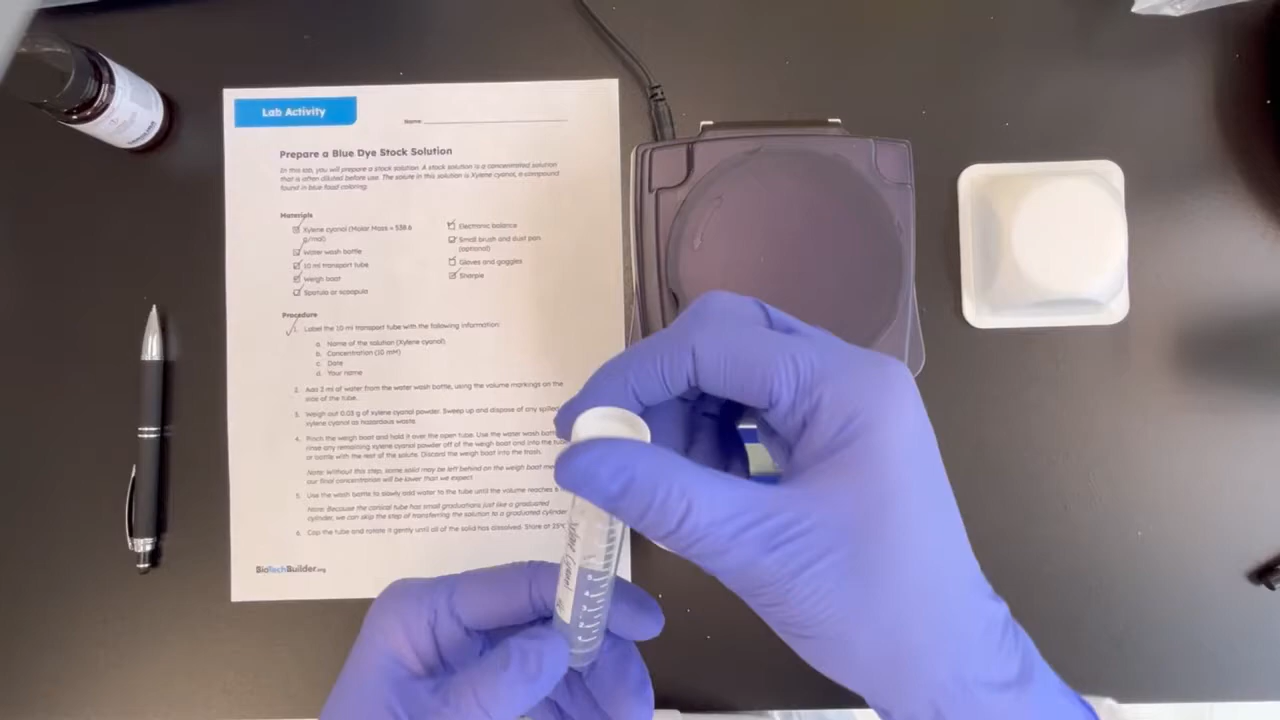 Lab Activity
Name:
Prepare a Blue Dye Stock Solution
In this lab, you will prepare a stock solution. A stock solution is a concentrated solution
that is often diluted before use. The solute in this solution is Xylene cyanol, a compound
found in blue food coloring.
Materials
Xylene cyanol (Molar Mass = 538.6
g/mol)
Water wash bottle
10 ml transport tube
Weigh boat
Spatula or scoopula
Electronic balance
Small brush and dust pan
(optional)
Gloves and goggles
Sharpie
Procedure
1. Label the 10 ml transport tube with the following information:
a. Name of the solution (Xylene cyanol)
b. Concentration (10 mM)
c. Date
d. Your name
2. Add 2 ml of water from the water wash bottle, using the volume markings on the
side of the tube.
3. Weigh out 0.03 g of xylene cyanol powder. Sweep up and dispose of any spilled
xylene cyanol as hazardous waste.
4. Pinch the weigh boat and hold it over the open tube. Use the water wash
rinse any remaining xylene cyanol powder off of the weigh boat and into the
or bottle with the rest of the solute. Discard the weigh boat into the trash.
Note: Without this step, some solid may be left behind on the weigh boat
our final concentration will be lower than we expect.
5. Use the wash bottle to slowly add water to the tube until the volume reaches
Note: Because the conical tube has small graduations just like a graduated
cylinder, we can skip the step of transferring the solution to a graduated cylinder
6. Cap the tube and rotate it gently until all of the solid has dissolved. Store at 25°C
BioTechBuilder.org
Xylene Cyanol